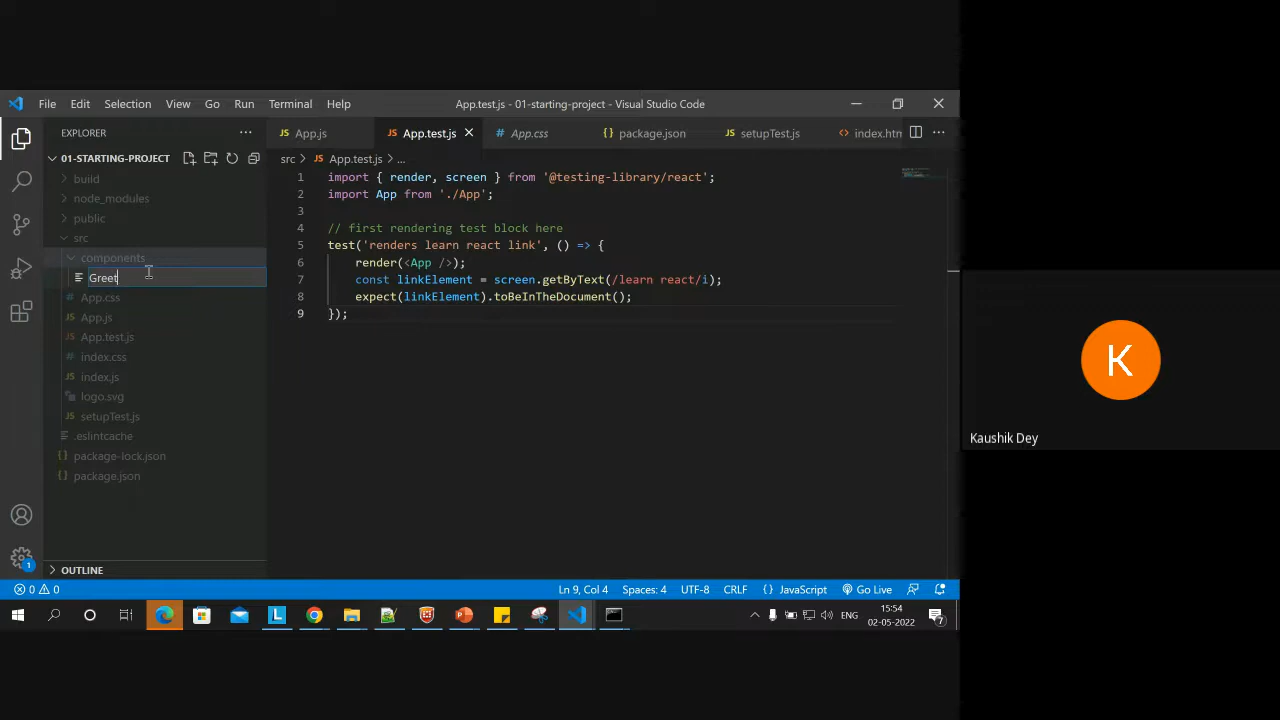 File Edit Selection View Go Run Terminal Help App.test.js - 01-starting-project - Visual Studio Code
EXPLORER
App.js App.test.js App.css package.json setupTest.js index.htm
01-STARTING-PROJECT
src App.test.js ...
build
node_modules
public
src
components
Greet
App.css
App.js
App.test.js
index.css
index.js
logo.svg
setupTest.js
.eslintcache
package-lock.json
package.json
OUTLINE
1 import { render, screen } from '@testing-library/react';
2 import App from './App';
3
4 // first rendering test block here
5 test('renders learn react link', () => {
6 render(<App />);
7 const linkElement = screen.getByText(/learn react/i);
8 expect(linkElement).toBeInTheDocument();
9 });
K
Kaushik Dey
1
0 0 Ln 9, Col 4 Spaces: 4 UTF-8 CRLF {} JavaScript Go Live
L ENG 15:54
02-05-2022
7